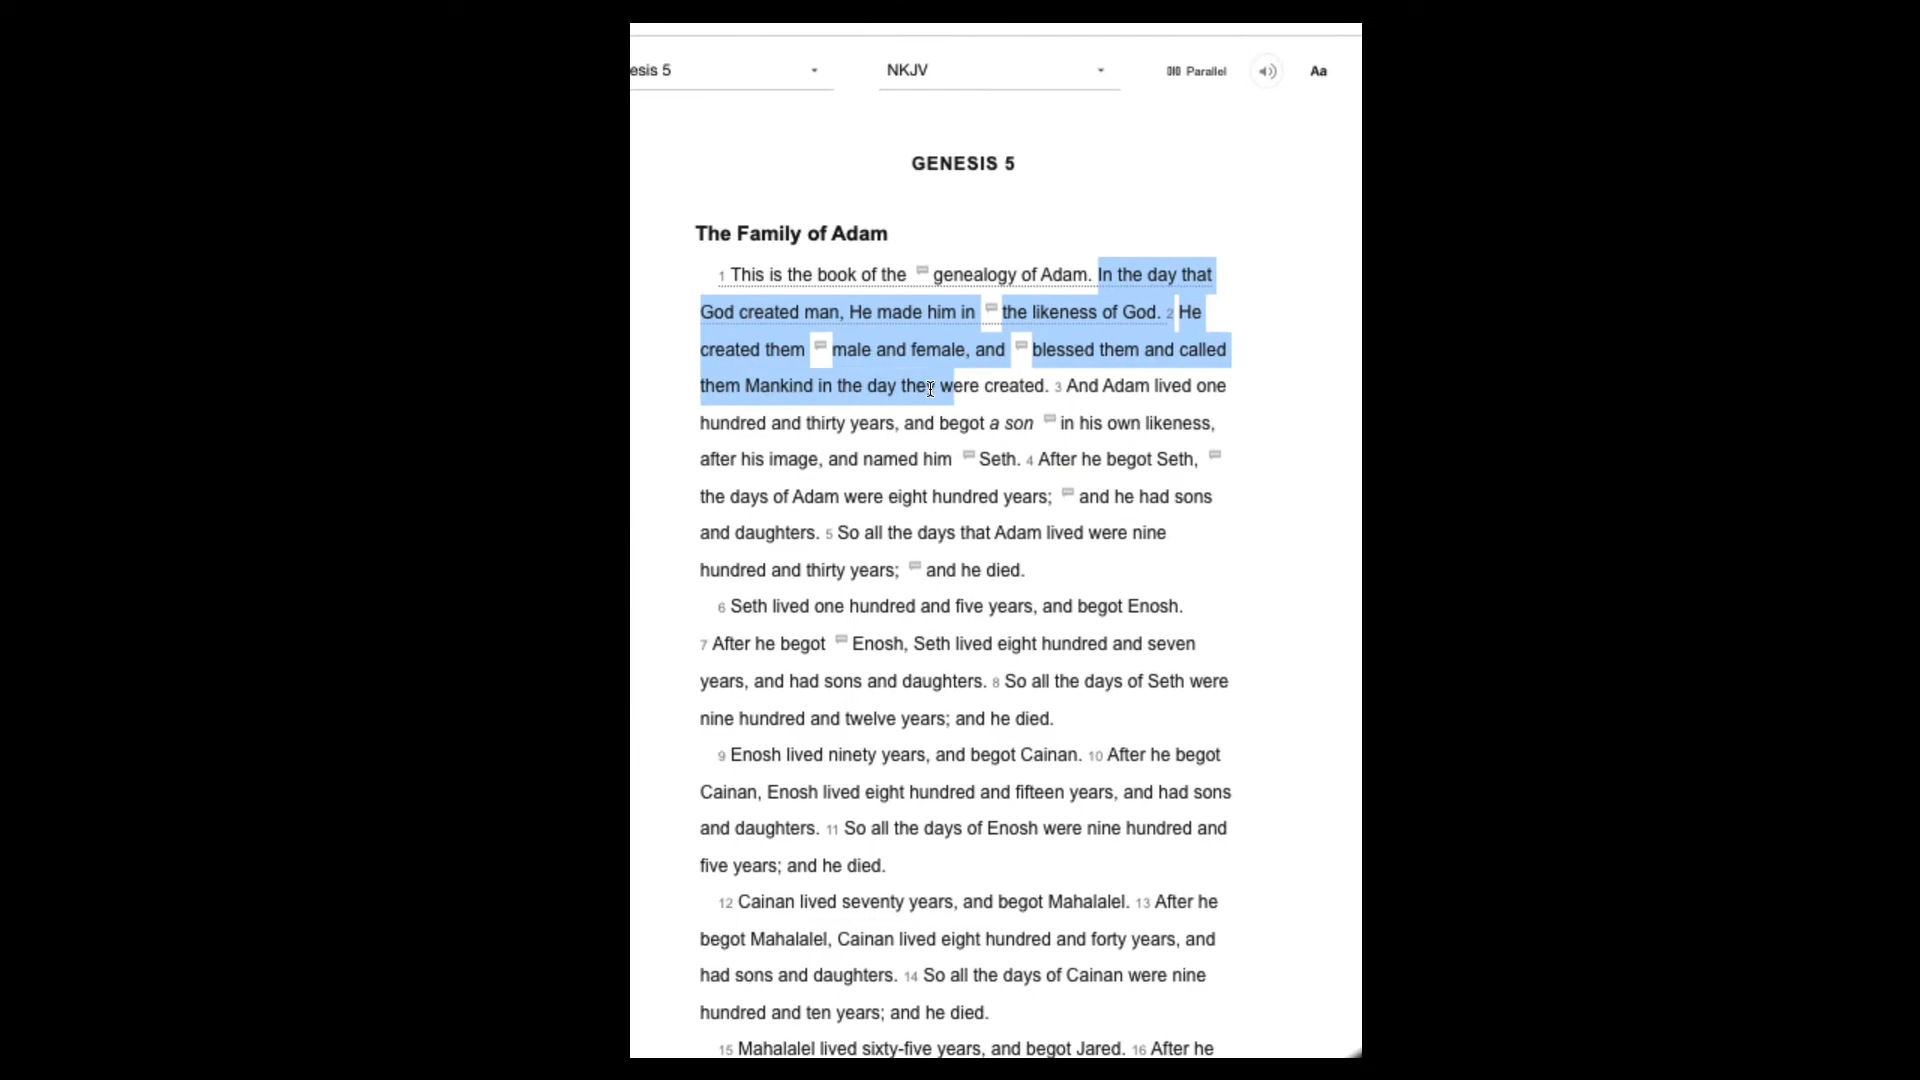 esis 5 NKJV Parallel Aa
GENESIS 5
The Family of Adam
1 This is the book of the genealogy of Adam. In the day that
God created man, He made him in the likeness of God. 2 He
created them male and female, and blessed them and called
them Mankind in the day they were created. 3 And Adam lived one
hundred and thirty years, and begot a son in his own likeness,
after his image, and named him Seth. 4 After he begot Seth,
the days of Adam were eight hundred years; and he had sons
and daughters. 5 So all the days that Adam lived were nine
hundred and thirty years; and he died.
6 Seth lived one hundred and five years, and begot Enosh.
7 After he begot Enosh, Seth lived eight hundred and seven
years, and had sons and daughters. 8 So all the days of Seth were
nine hundred and twelve years; and he died.
9 Enosh lived ninety years, and begot Cainan. 10 After he begot
Cainan, Enosh lived eight hundred and fifteen years, and had sons
and daughters. 11 So all the days of Enosh were nine hundred and
five years; and he died.
12 Cainan lived seventy years, and begot Mahalalel. 13 After he
begot Mahalalel, Cainan lived eight hundred and forty years, and
had sons and daughters. 14 So all the days of Cainan were nine
hundred and ten years; and he died.
15 Mahalalel lived sixty-five years, and begot Jared. 16 After he